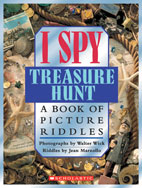 I SPY
TREASURE
HUNT
A BOOK OF
PICTURE
RIDDLES
Photographs by Walter Wick
Riddles by Jean Marzollo
SCHOLASTIC